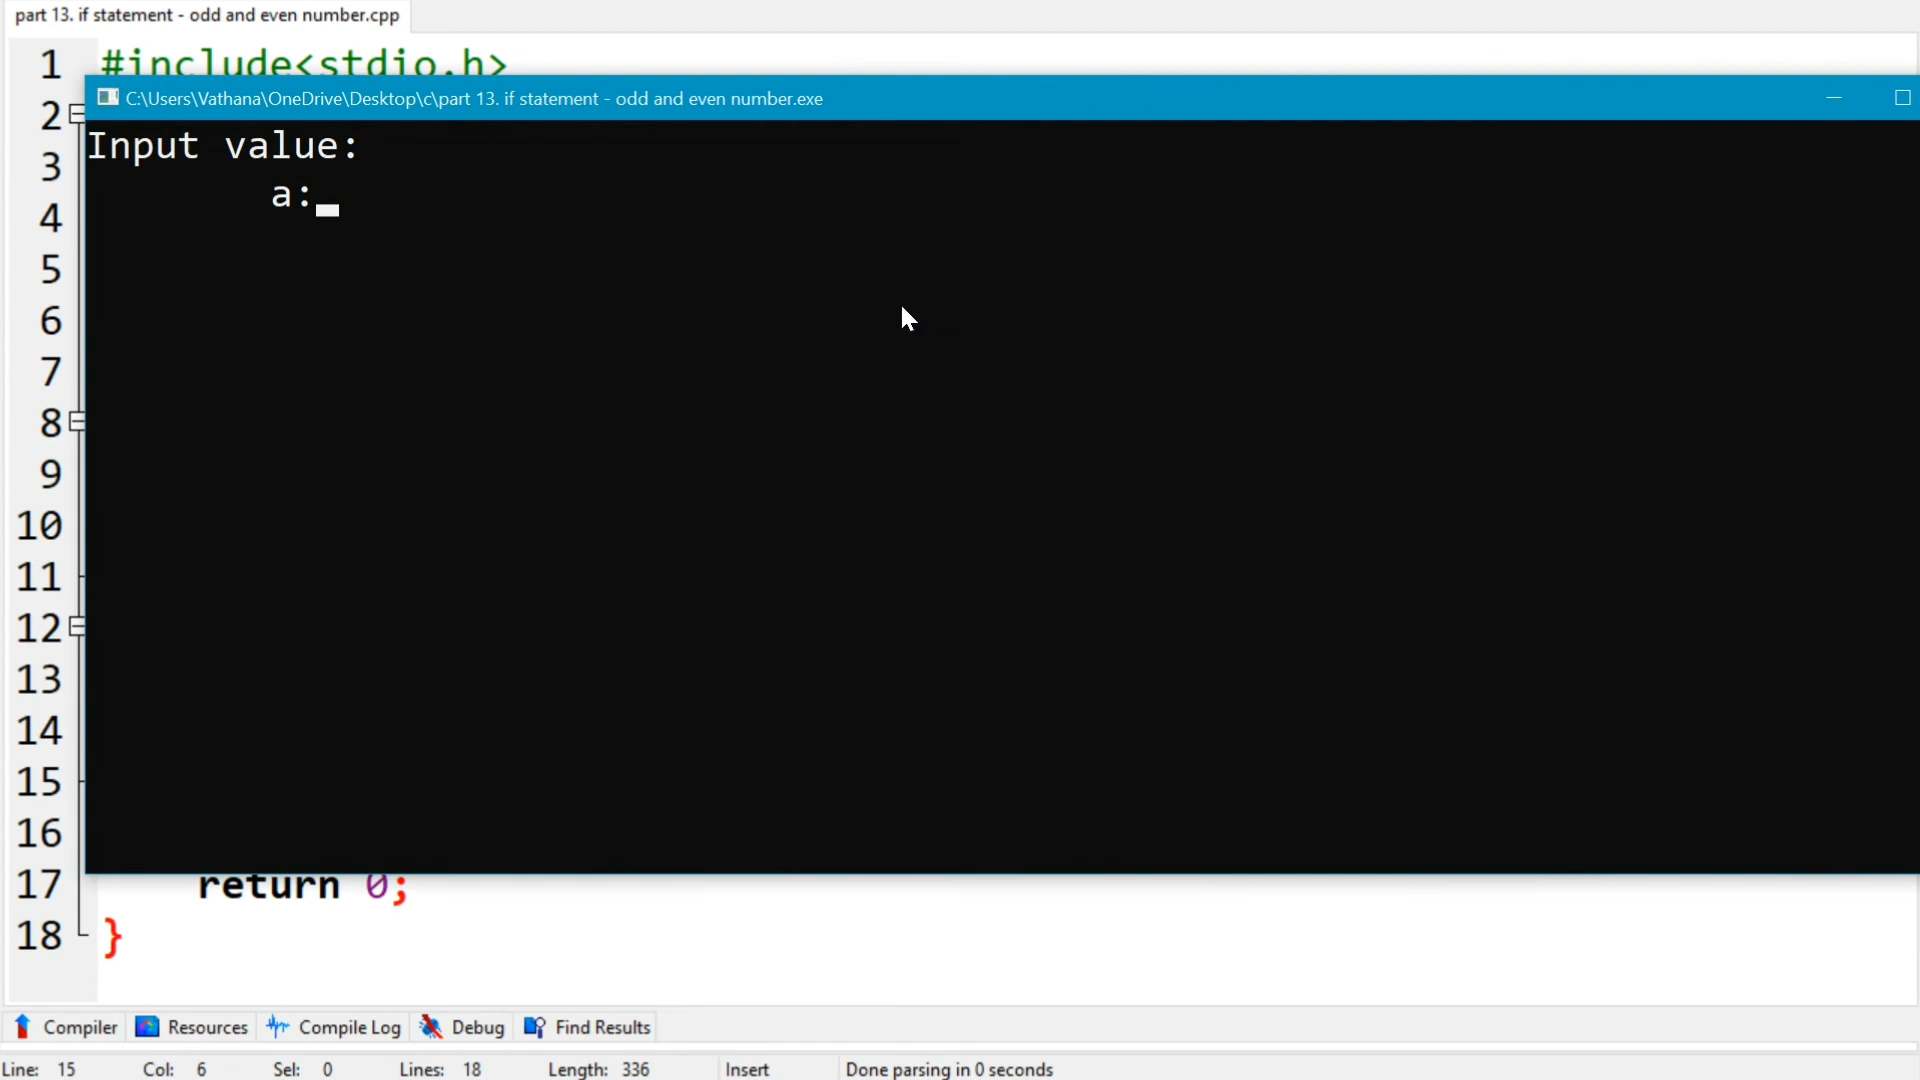 part 13. if statement - odd and even number.cpp
1 #include<stdio.h>
C:\Users\Vathana\OneDrive\Desktop\c\part 13. if statement - odd and even number.exe
2
Input value:
3
a:
4
5
6
7
8
9
10
11
12
13
14
15
16
17 return 0;
18 }
Compiler Resources Compile Log Debug Find Results
Line: 15 Col: 6 Sel: 0 Lines: 18 Length: 336 Insert Done parsing in 0 seconds